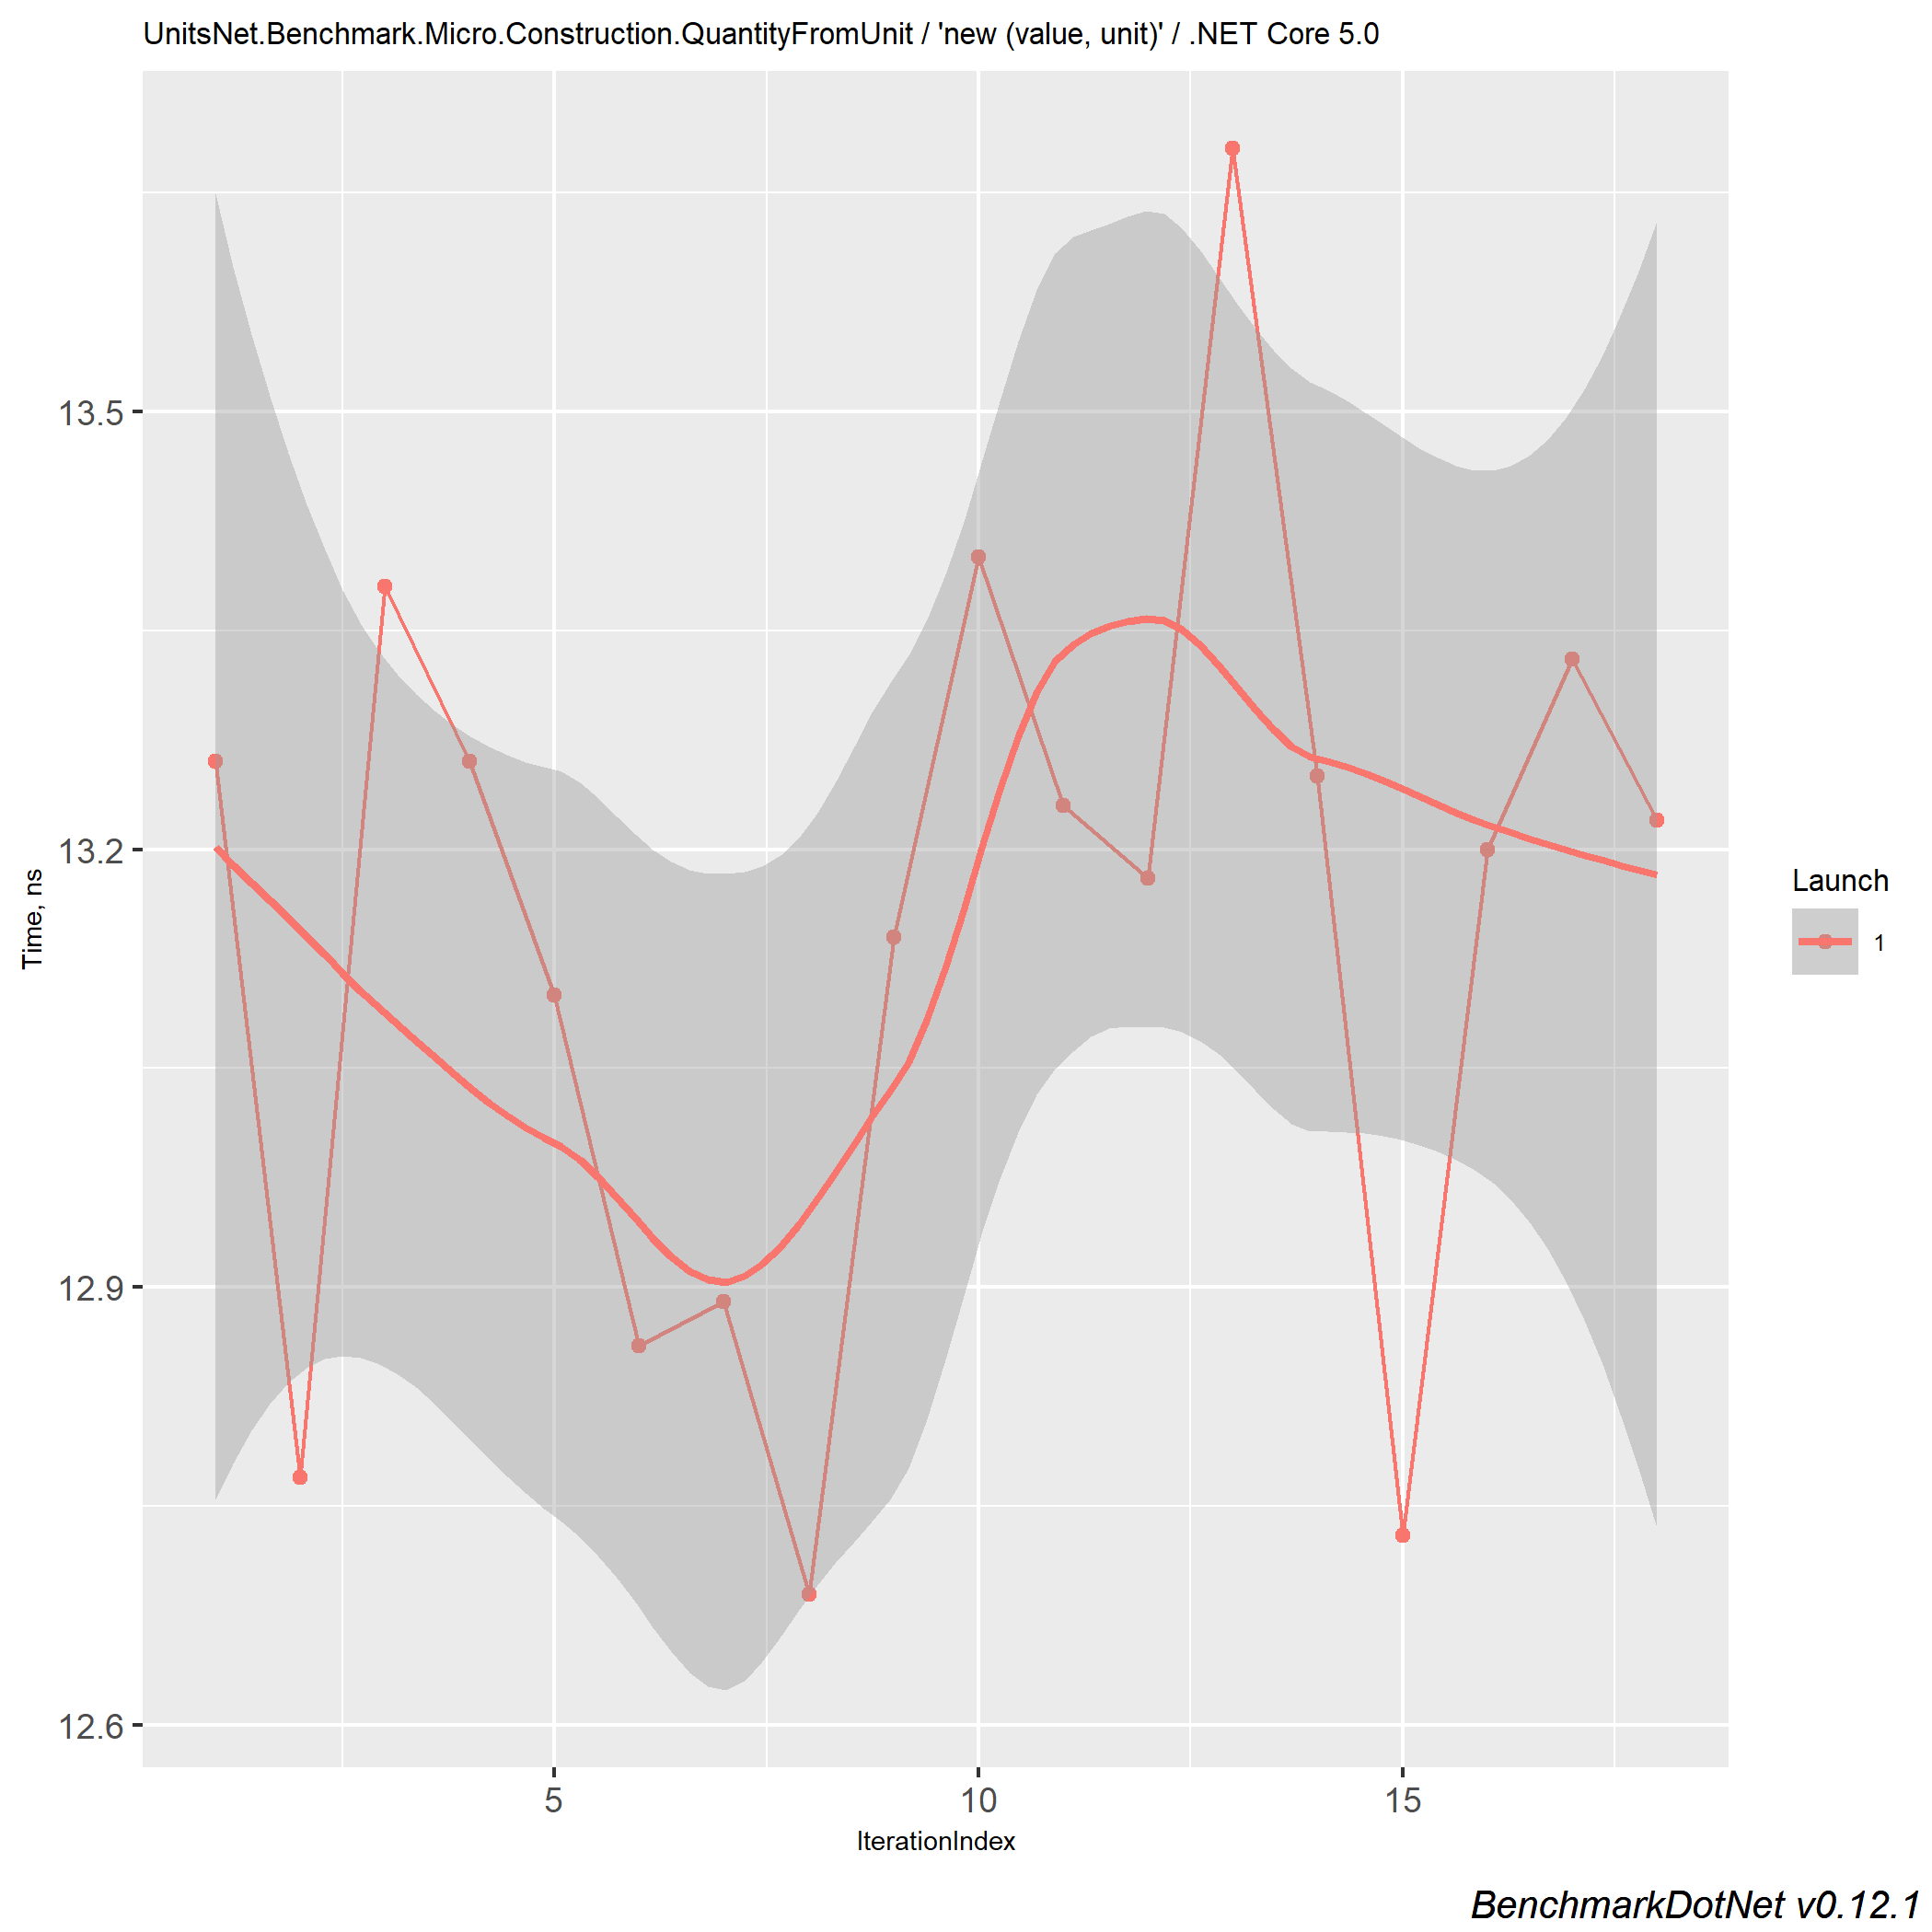 UnitsNet.Benchmark.Micro.Construction.QuantityFromUnit / 'new (value, unit)' / .NET Core 5.0
13.5
13.2
12.9
12.6
Time, ns
5 10 15
IterationIndex
Launch
1
BenchmarkDotNet v0.12.1